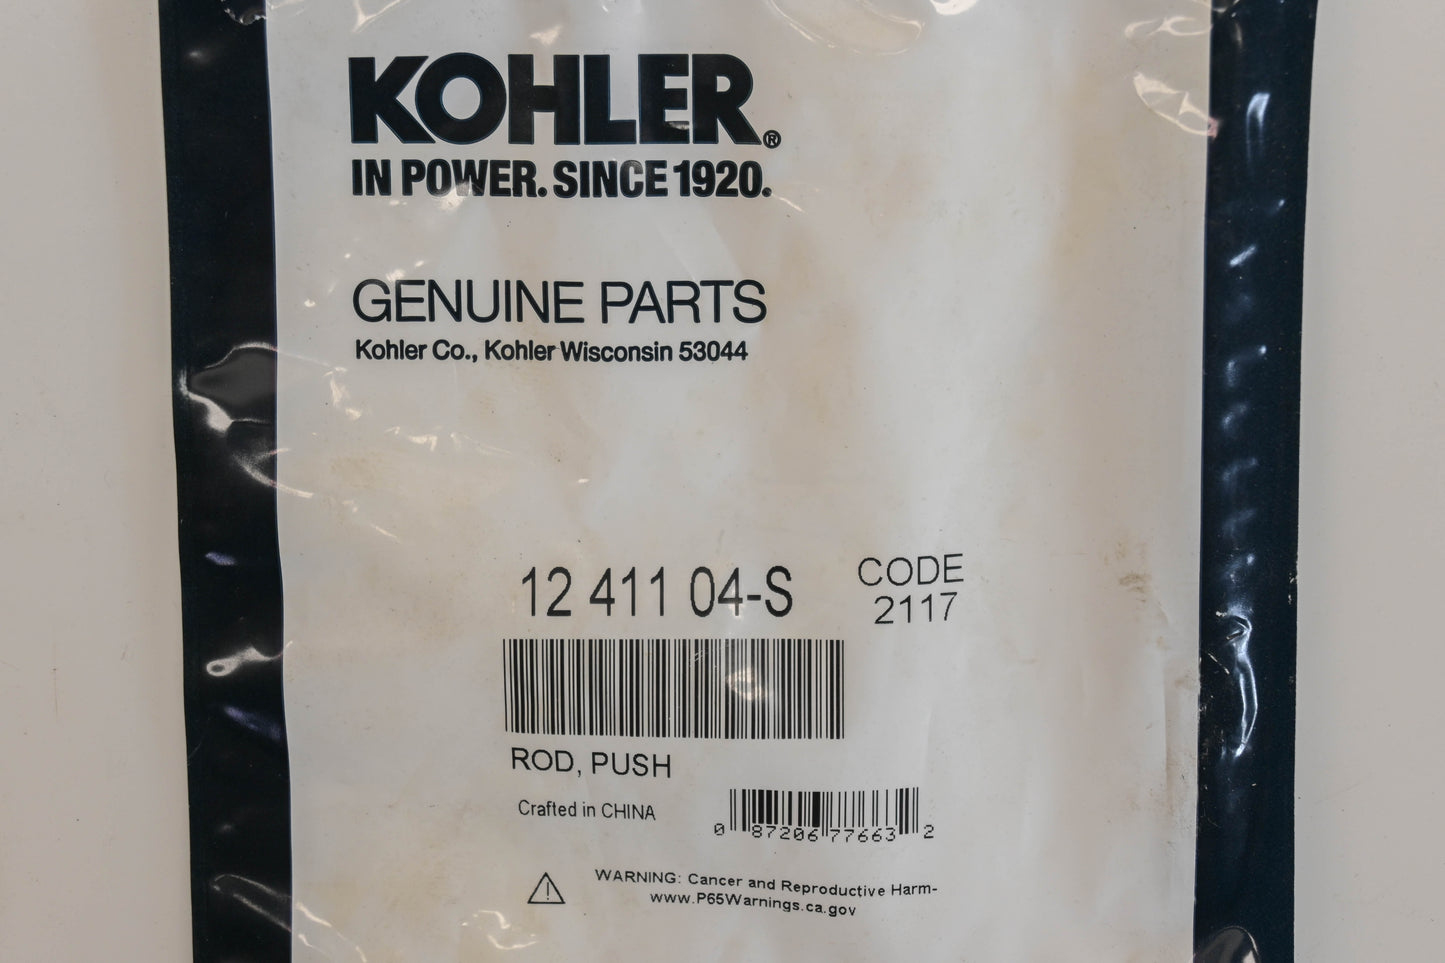 KOHLER®
IN POWER. SINCE 1920.
GENUINE PARTS
Kohler Co., Kohler Wisconsin 53044
12 411 04-S
CODE
2117
ROD, PUSH
Crafted in CHINA
0 87206 77663 2
WARNING: Cancer and Reproductive Harm-
www.P65Warnings.ca.gov